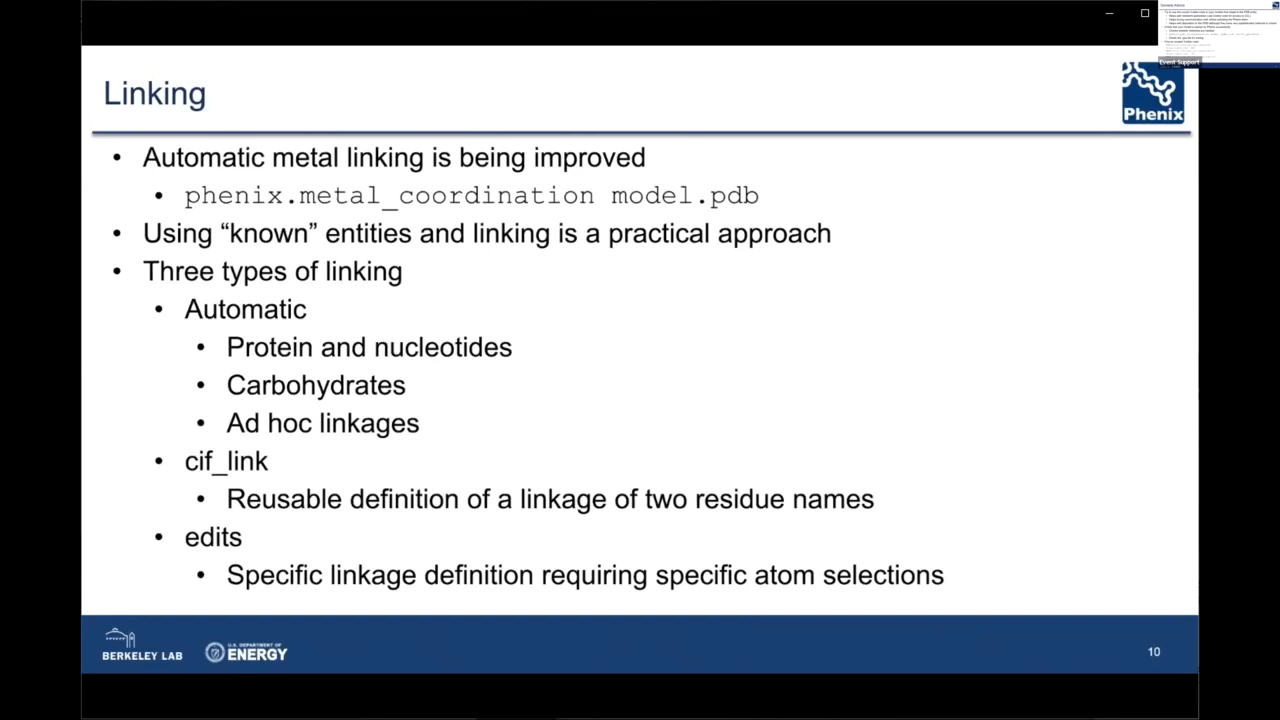 Event Support
Linking
Phenix
• Automatic metal linking is being improved
• phenix.metal_coordination model.pdb
• Using “known” entities and linking is a practical approach
• Three types of linking
• Automatic
• Protein and nucleotides
• Carbohydrates
• Ad hoc linkages
• cif_link
• Reusable definition of a linkage of two residue names
• edits
• Specific linkage definition requiring specific atom selections
BERKELEY LAB
U.S. DEPARTMENT OF
ENERGY
10